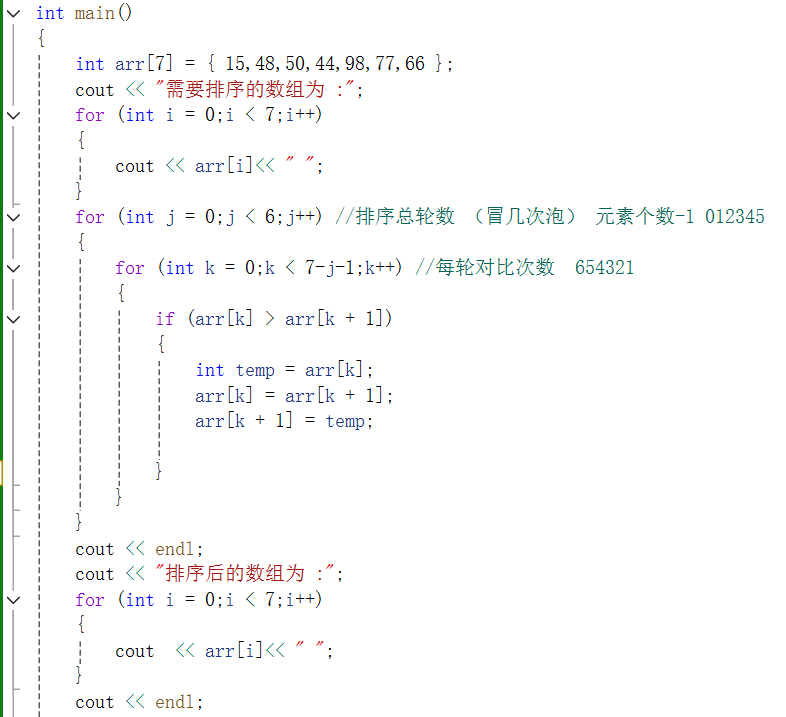 int main()
{
int arr[7] = { 15,48,50,44,98,77,66 };
cout << "需要排序的数组为 :";
for (int i = 0;i < 7;i++)
{
cout << arr[i]<< " ";
}
for (int j = 0;j < 6;j++) //排序总轮数 （冒几次泡） 元素个数-1 012345
{
for (int k = 0;k < 7-j-1;k++) //每轮对比次数  654321
{
if (arr[k] > arr[k + 1])
{
int temp = arr[k];
arr[k] = arr[k + 1];
arr[k + 1] = temp;
}
}
}
cout << endl;
cout << "排序后的数组为 :";
for (int i = 0;i < 7;i++)
{
cout  << arr[i]<< " ";
}
cout << endl;